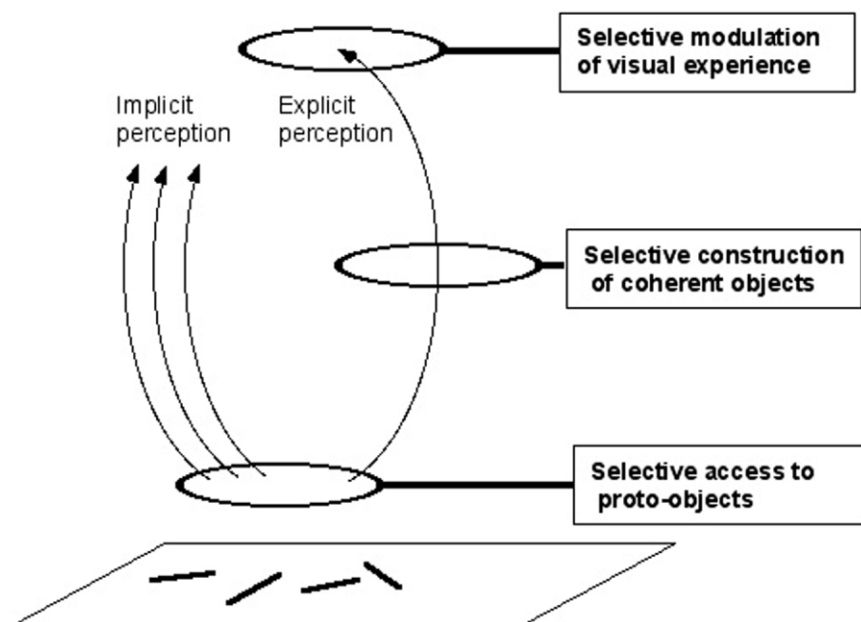 Selective modulation
of visual experience
Implicit
perception
Explicit
perception
Selective construction
of coherent objects
Selective access to
proto-objects